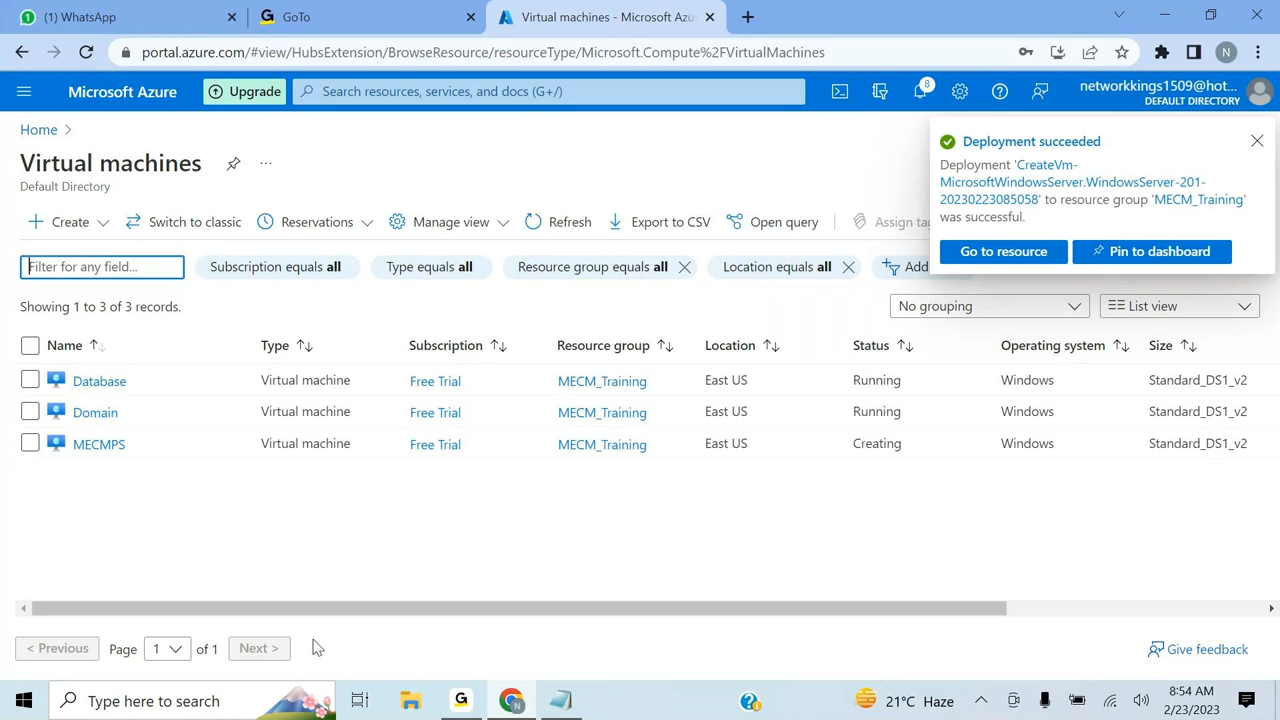 (1) WhatsApp
GoTo
Virtual machines - Microsoft Azu
portal.azure.com/#view/HubsExtension/BrowseResource/resourceType/Microsoft.Compute%2FVirtualMachines
N
Microsoft Azure
Upgrade
Search resources, services, and docs (G+/)
8
networkings1509@hot...
DEFAULT DIRECTORY
Home >
Virtual machines
...
Default Directory
Deployment succeeded
Deployment 'CreateVm-
MicrosoftWindowsServer.WindowsServer-201-
20230223085058' to resource group 'MECM_Training'
was successful.
Go to resource
Pin to dashboard
+ Create
Switch to classic
Reservations
Manage view
Refresh
Export to CSV
Open query
Assign tag
Filter for any field...
Subscription equals all
Type equals all
Resource group equals all
Location equals all
Add
Showing 1 to 3 of 3 records.
No grouping
List view
Name Type Subscription Resource group Location Status Operating system Size
Database Virtual machine Free Trial MECM_Training East US Running Windows Standard_DS1_v2
Domain Virtual machine Free Trial MECM_Training East US Running Windows Standard_DS1_v2
MECMPS Virtual machine Free Trial MECM_Training East US Creating Windows Standard_DS1_v2
< Previous Page 1 of 1 Next >
Give feedback
Type here to search
21°C Haze
8:54 AM
2/23/2023